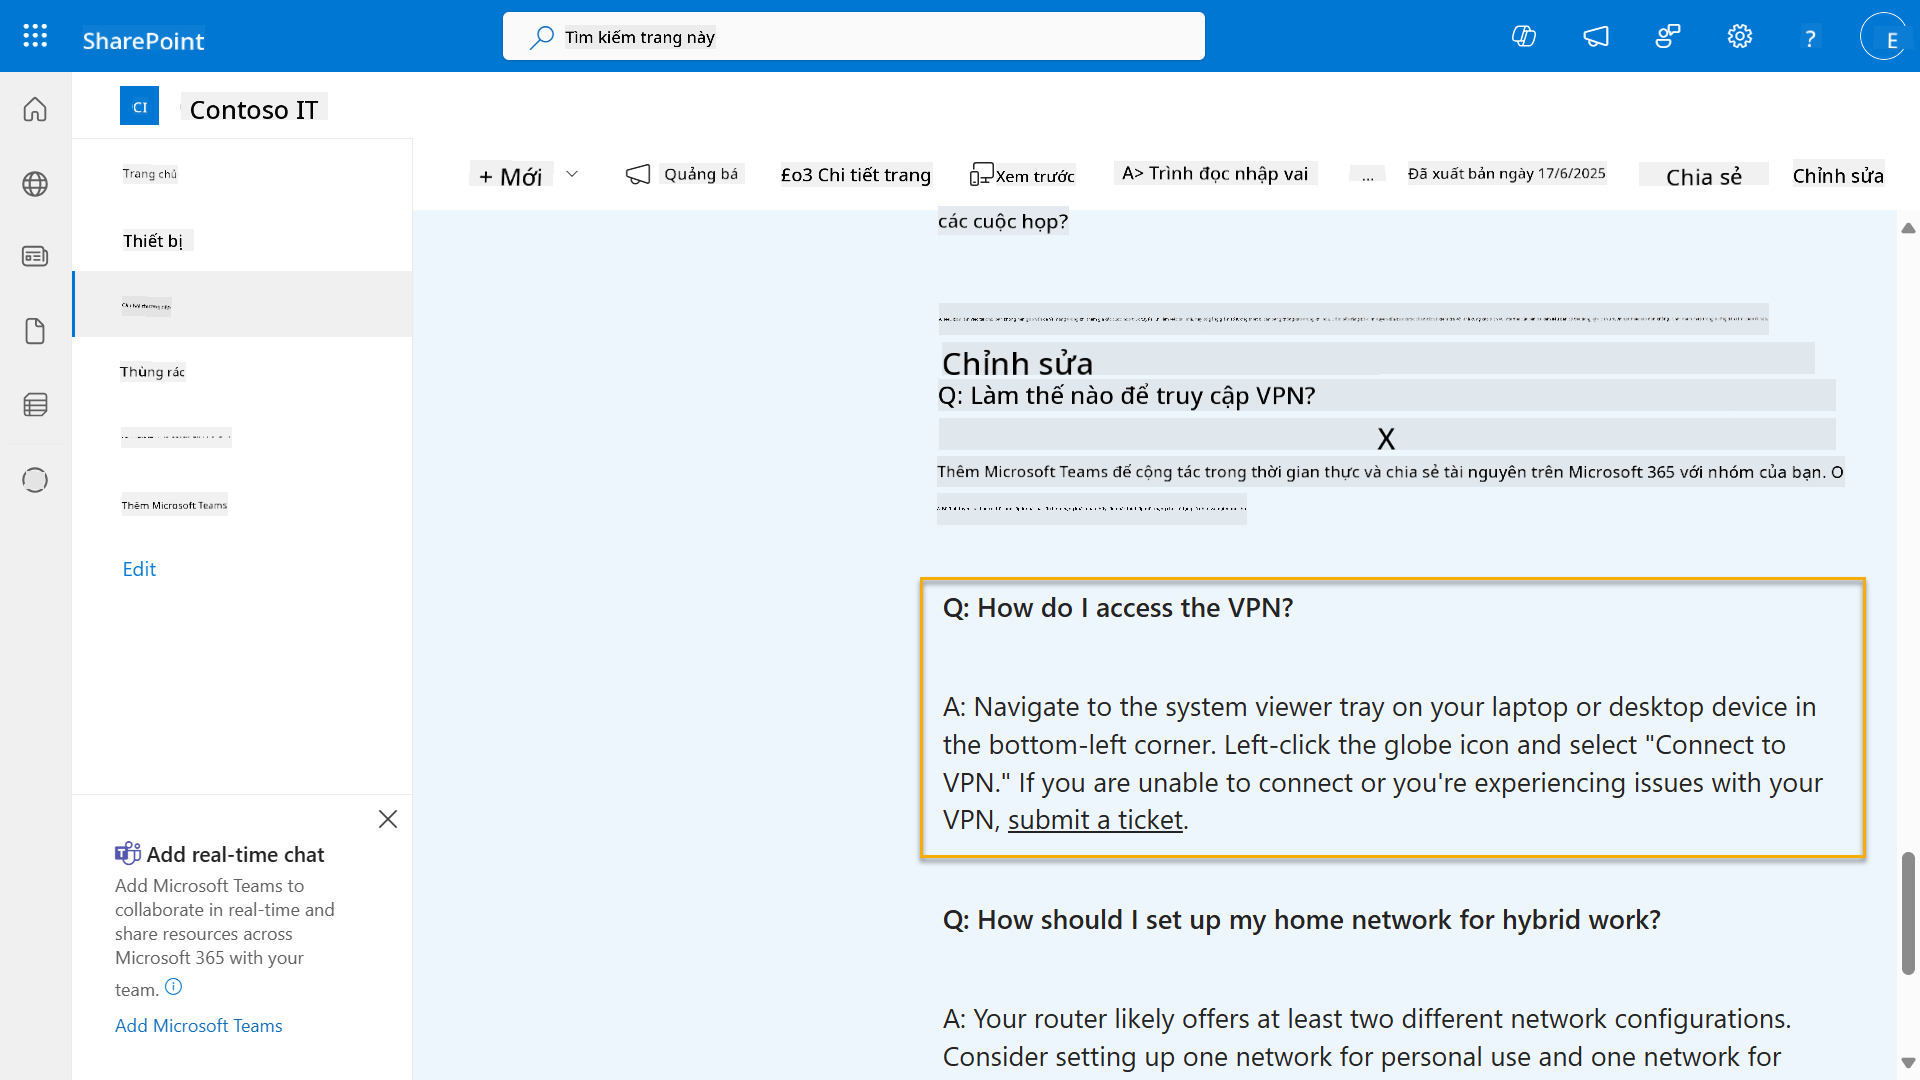 SharePoint
Tìm kiếm trang này
?
E
CI
Contoso IT
Trang chủ
Thiết bị
Câu hỏi thường gặp
Thùng rác
Thêm Microsoft Teams
Edit
+ Mới
Quảng bá
£o3 Chi tiết trang
Xem trước
A> Trình đọc nhập vai
...
Đã xuất bản ngày 17/6/2025
Chia sẻ
Chỉnh sửa
các cuộc họp?
Chỉnh sửa
Q: Làm thế nào để truy cập VPN?
X
Thêm Microsoft Teams để cộng tác trong thời gian thực và chia sẻ tài nguyên trên Microsoft 365 với nhóm của bạn. O
Q: How do I access the VPN?
A: Navigate to the system viewer tray on your laptop or desktop device in
the bottom-left corner. Left-click the globe icon and select "Connect to
VPN." If you are unable to connect or you're experiencing issues with your
VPN, submit a ticket.
Q: How should I set up my home network for hybrid work?
A: Your router likely offers at least two different network configurations.
Consider setting up one network for personal use and one network for
Add real-time chat
Add Microsoft Teams to
collaborate in real-time and
share resources across
Microsoft 365 with your
team.
Add Microsoft Teams